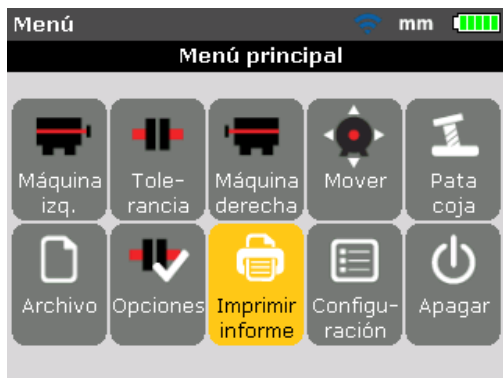 Menú
mm
Menú principal
Máquina izq.
Tole-
rancia
Máquina derecha
Mover
Pata coja
Archivo
Opciones
Imprimir informe
Configu-
ración
Apagar